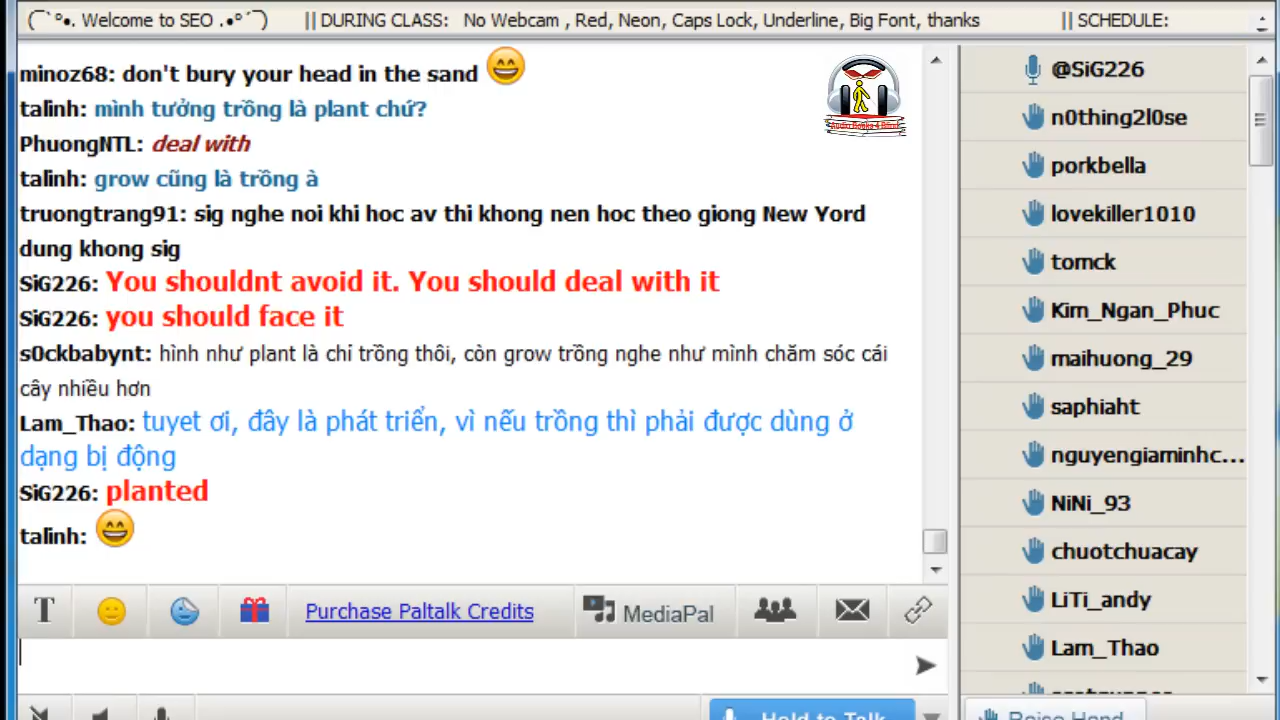 (¯`°•. Welcome to SEO .•°´¯) || DURING CLASS: No Webcam , Red, Neon, Caps Lock, Underline, Big Font, thanks || SCHEDULE:
minoz68: don't bury your head in the sand
talinh: mình tưởng trồng là plant chứ?
PhuongNTL: deal with
talinh: grow cũng là trồng à
truongtrang91: sig nghe noi khi hoc av thi khong nen hoc theo giong New Yord
dung khong sig
SiG226: You shouldnt avoid it. You should deal with it
SiG226: you should face it
s0ckbabynt: hình như plant là chỉ trồng thôi, còn grow trồng nghe như mình chăm sóc cái
cây nhiều hơn
Lam_Thao: tuyet ơi, đây là phát triển, vì nếu trồng thì phải được dùng ở
dạng bị động
SiG226: planted
talinh:
Purchase Paltalk Credits
MediaPal
Hold to Talk
@SiG226
n0thing2l0se
porkbella
lovekiller1010
tomck
Kim_Ngan_Phuc
maihuong_29
saphiaht
nguyengiaminhc...
NiNi_93
chuotchuacay
LiTi_andy
Lam_Thao
Raise Hand